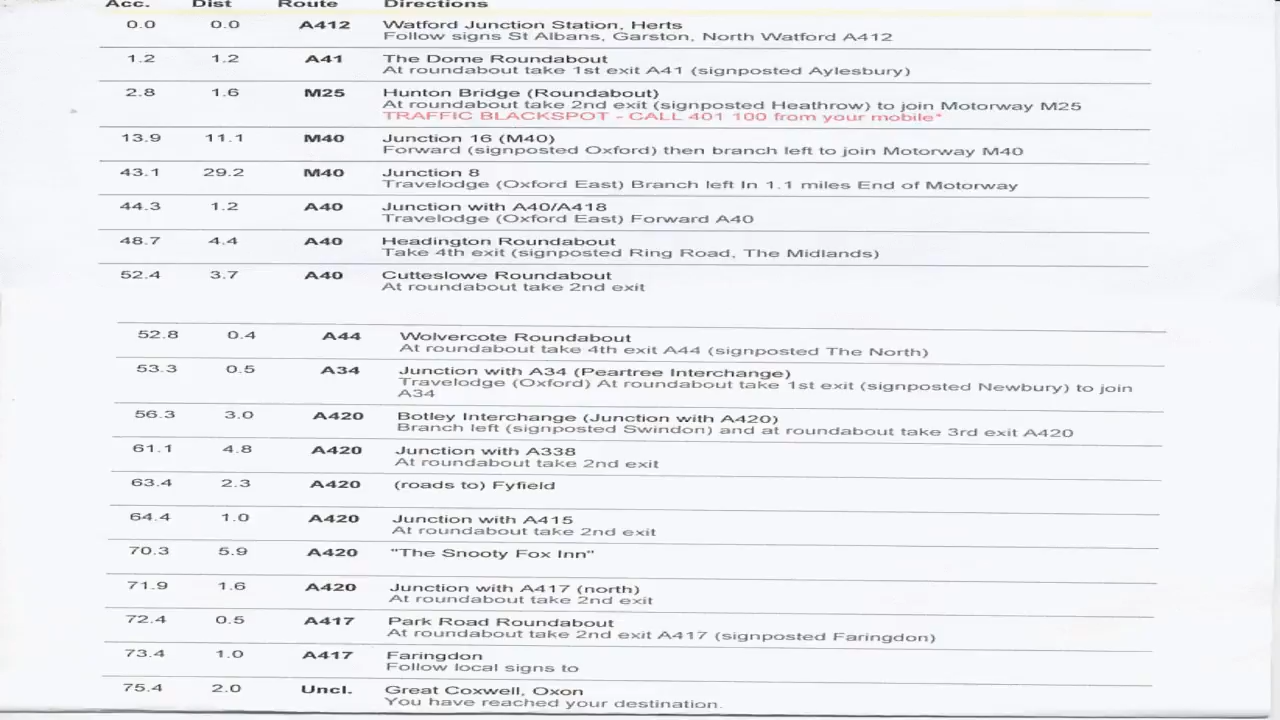 Acc. Dist Route Directions
0.0 0.0 A412 Watford Junction Station, Herts
Follow signs St Albans, Garston, North Watford A412
1.2 1.2 A41 The Dome Roundabout
At roundabout take 1st exit A41 (signposted Aylesbury)
2.8 1.6 M25 Hunton Bridge (Roundabout)
At roundabout take 2nd exit (signposted Heathrow) to join Motorway M25
TRAFFIC BLACKSPOT - CALL 401 100 from your mobile*
13.9 11.1 M40 Junction 16 (M40)
Forward (signposted Oxford) then branch left to join Motorway M40
43.1 29.2 M40 Junction 8
Travelodge (Oxford East) Branch left In 1.1 miles End of Motorway
44.3 1.2 A40 Junction with A40/A418
Travelodge (Oxford East) Forward A40
48.7 4.4 A40 Headington Roundabout
Take 4th exit (signposted Ring Road, The Midlands)
52.4 3.7 A40 Cutteslowe Roundabout
At roundabout take 2nd exit
52.8 0.4 A44 Wolvercote Roundabout
At roundabout take 4th exit A44 (signposted The North)
53.3 0.5 A34 Junction with A34 (Peartree Interchange)
Travelodge (Oxford) At roundabout take 1st exit (signposted Newbury) to join
A34
56.3 3.0 A420 Botley Interchange (Junction with A420)
Branch left (signposted Swindon) and at roundabout take 3rd exit A420
61.1 4.8 A420 Junction with A338
At roundabout take 2nd exit
63.4 2.3 A420 (roads to) Fyfield
64.4 1.0 A420 Junction with A415
At roundabout take 2nd exit
70.3 5.9 A420 "The Snooty Fox Inn"
71.9 1.6 A420 Junction with A417 (north)
At roundabout take 2nd exit
72.4 0.5 A417 Park Road Roundabout
At roundabout take 2nd exit A417 (signposted Faringdon)
73.4 1.0 A417 Faringdon
Follow local signs to
75.4 2.0 Uncl. Great Coxwell, Oxon
You have reached your destination.